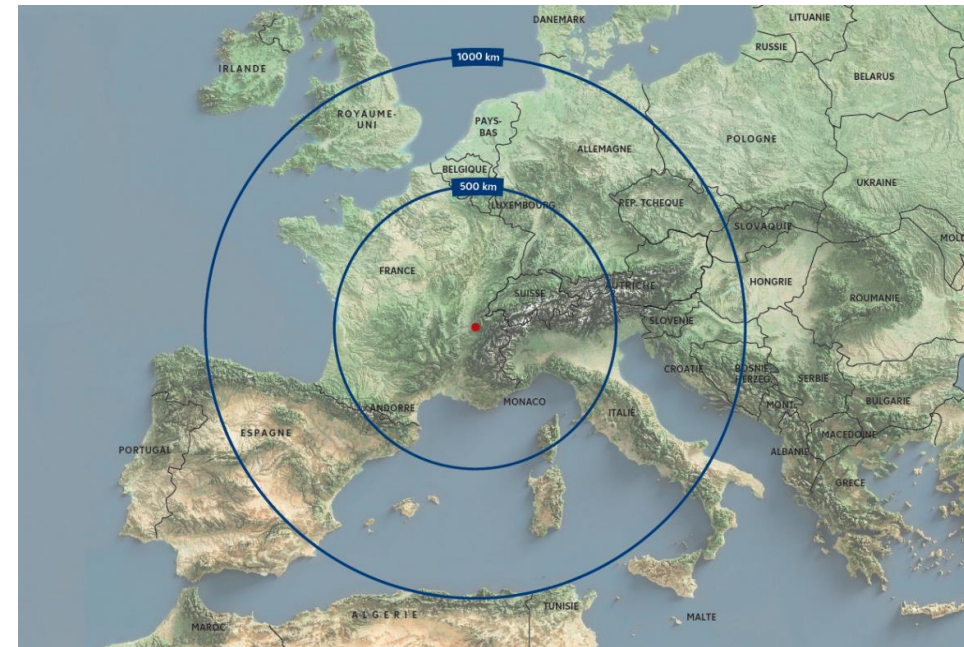 DANEMARK
LITUANIE
RUSSIE
1000 km
IRLANDE
BELARUS
ROYAUME-
UNI
PAYS-
BAS
POLOGNE
ALLEMAGNE
BELGIQUE
UKRAINE
500 km
LUXEMBOURG
REP. TCHEQUE
SLOVAQUIE
MOLD
FRANCE
HONGRIE
AUTRICHE
SUISSE
ROUMANIE
SLOVENIE
CROATIE
BOSNIE
HERZEG.
SERBIE
MONACO
BULGARIE
ANDORRE
MONT.
ITALIE
ESPAGNE
MACEDOINE
PORTUGAL
ALBANIE
GRECE
TUNISIE
ALGERIE
MALTE
MAROC